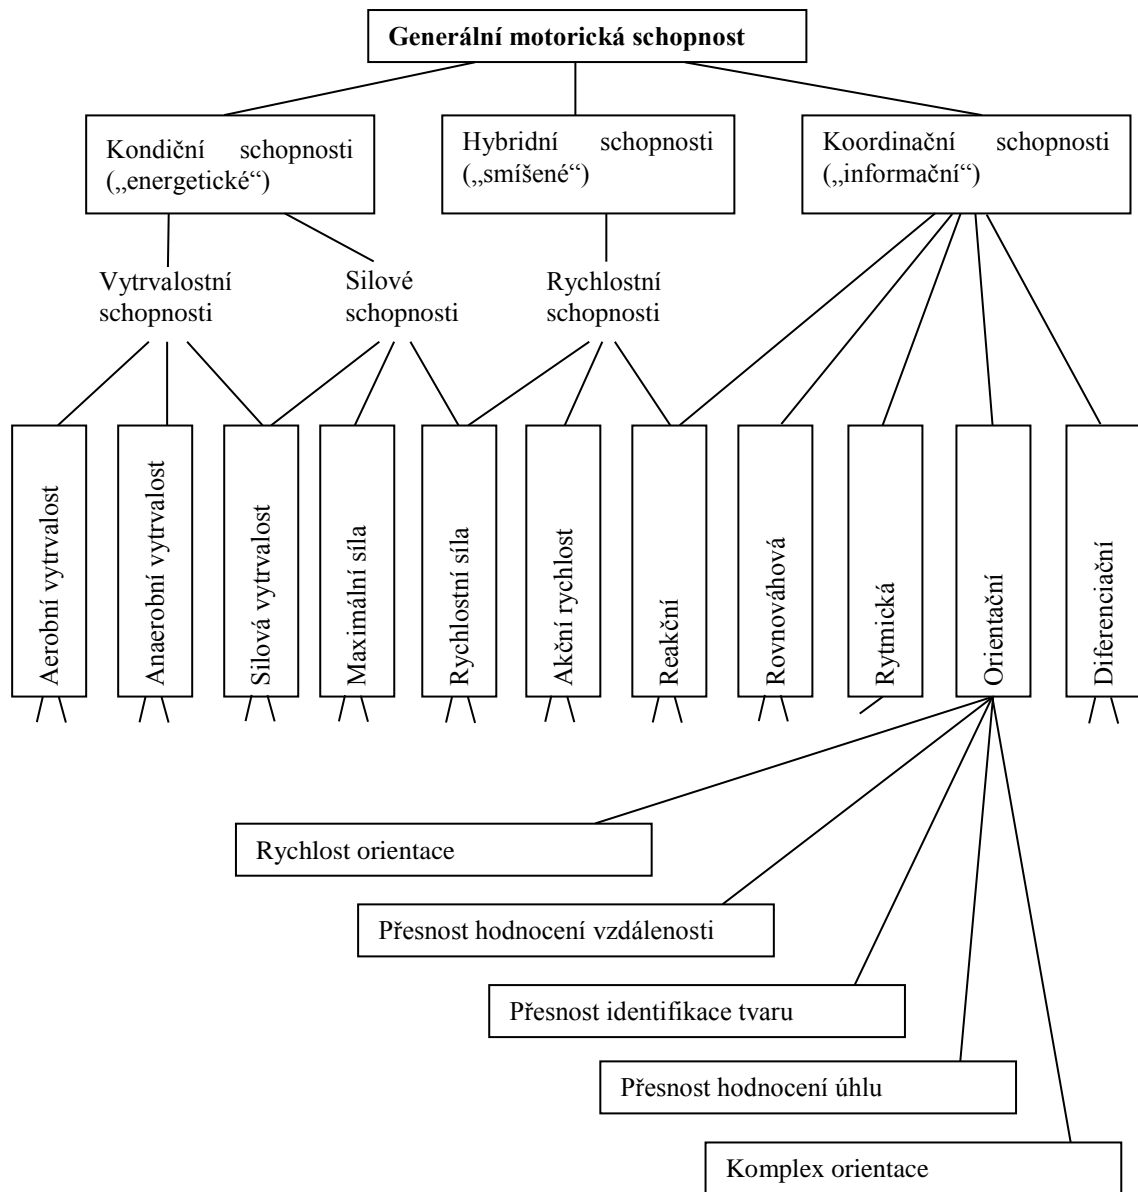 Generální motorická schopnost
Kondiční schopnosti
(„energetické“)
Hybridní schopnosti
(„smíšené“)
Koordinační schopnosti
(„informační“)
Vytrvalostní
schopnosti
Silové
schopnosti
Rychlostní
schopnosti
Aerobní vytrvalost
Anaerobní vytrvalost
Silová vytrvalost
Maximální síla
Rychlostní síla
Akční rychlost
Reakční
Rovnováhová
Rytmická
Orientační
Diferenciační
Rychlost orientace
Přesnost hodnocení vzdálenosti
Přesnost identifikace tvaru
Přesnost hodnocení úhlu
Komplex orientace